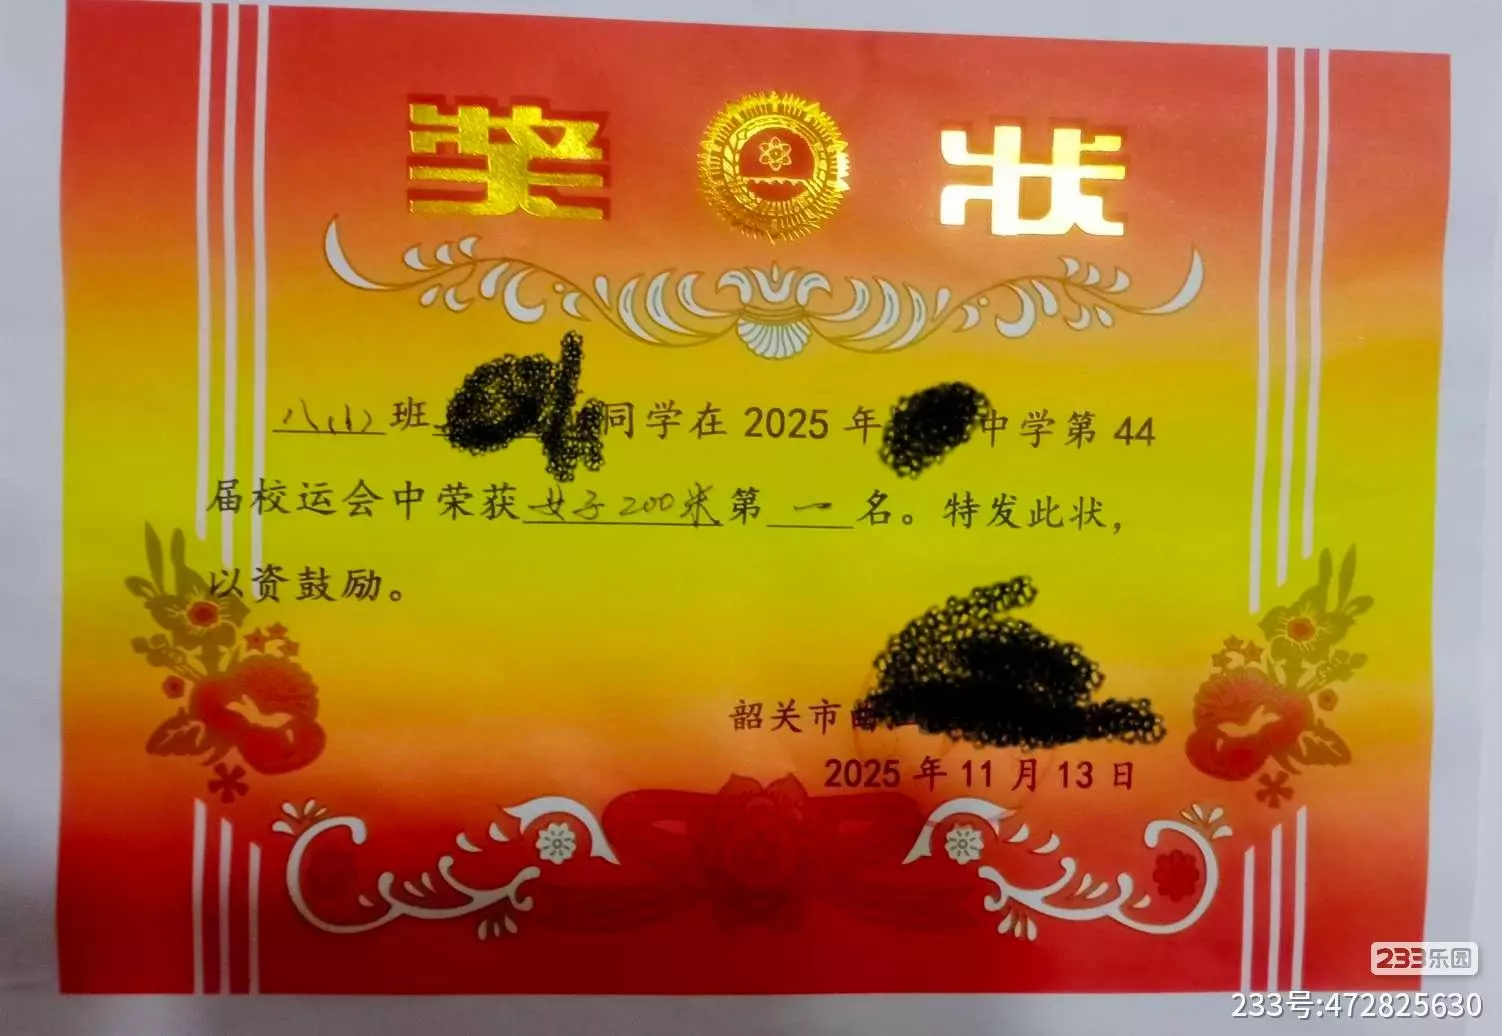 奖 状
班 同学在 2025 年 中学第 44
届校运会中荣获女子200米第一名。特发此状，
以资鼓励。
韶关市
2025 年 11 月 13 日
233乐园
233号:472825630